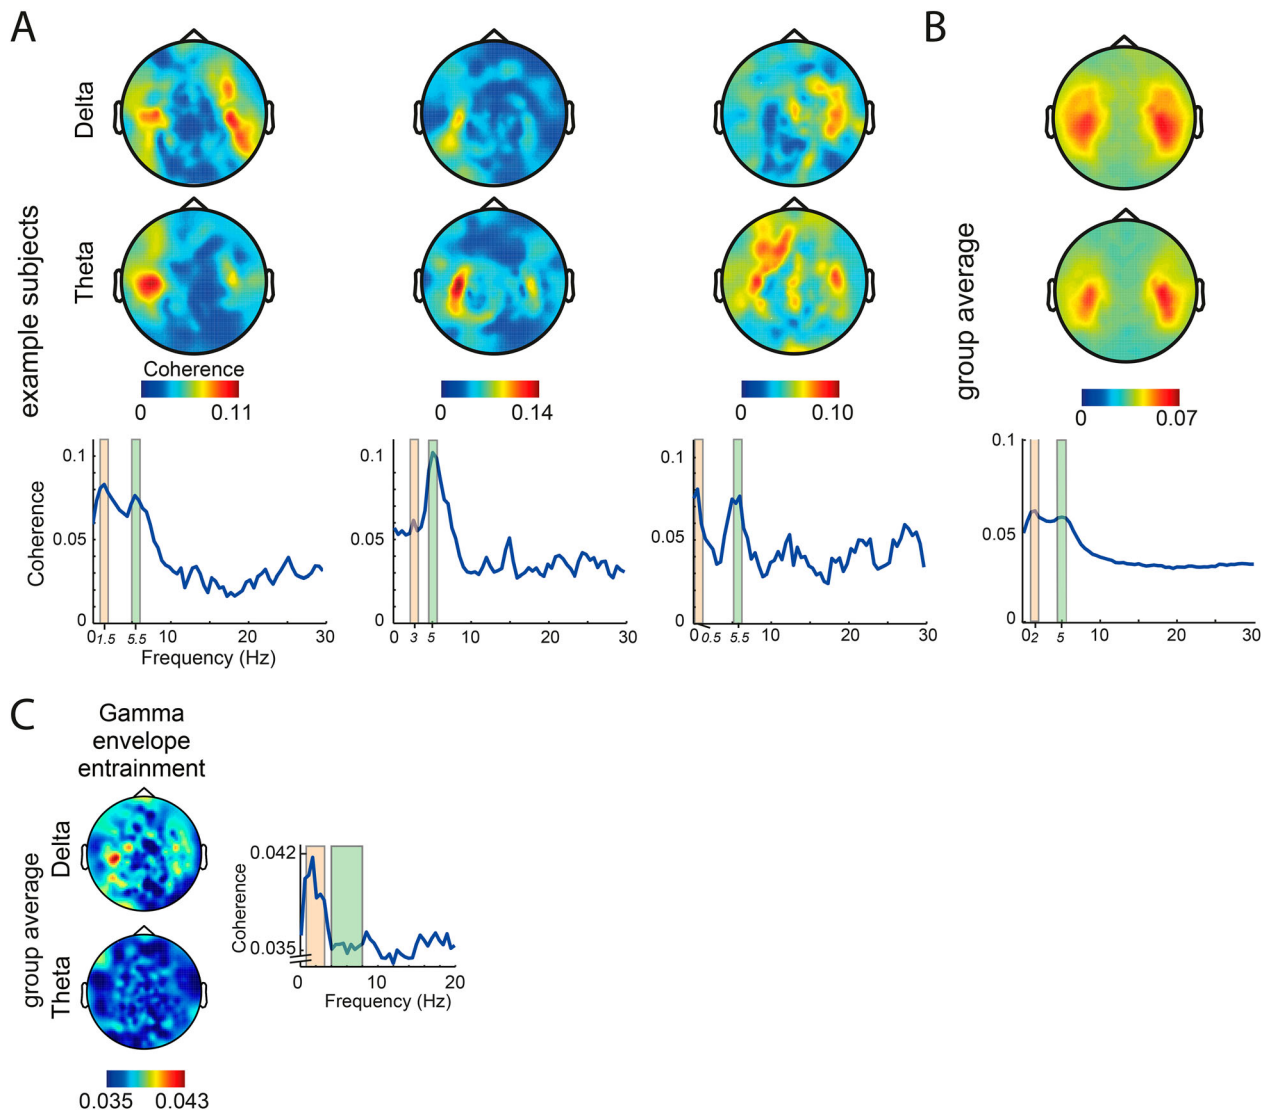 A
B
Delta
Theta
example subjects
group average
Coherence
0 0.11
0 0.14
0 0.10
0 0.07
Coherence
0.1
0.05
0
0 1.5 5.5 10 20 30
Frequency (Hz)
0.1
0.05
0
0 3 5 10 20 30
0.1
0.05
0
0 0.5 5.5 10 20 30
0.1
0.05
0
0 2 5 10 20 30
C
Gamma
envelope
entrainment
group average
Delta
Theta
0.035 0.043
Coherence
0.042
0.035
0 10 20
Frequency (Hz)